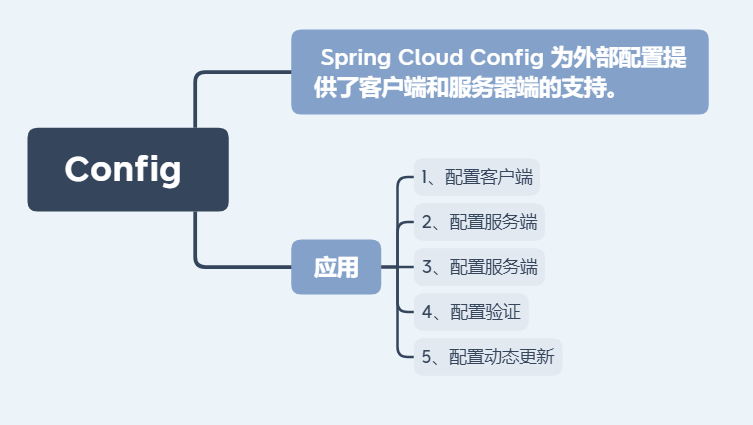 Spring Cloud Config 为外部配置提
供了客户端和服务器端的支持。
Config
应用
1、配置客户端
2、配置服务端
3、配置服务端
4、配置验证
5、配置动态更新